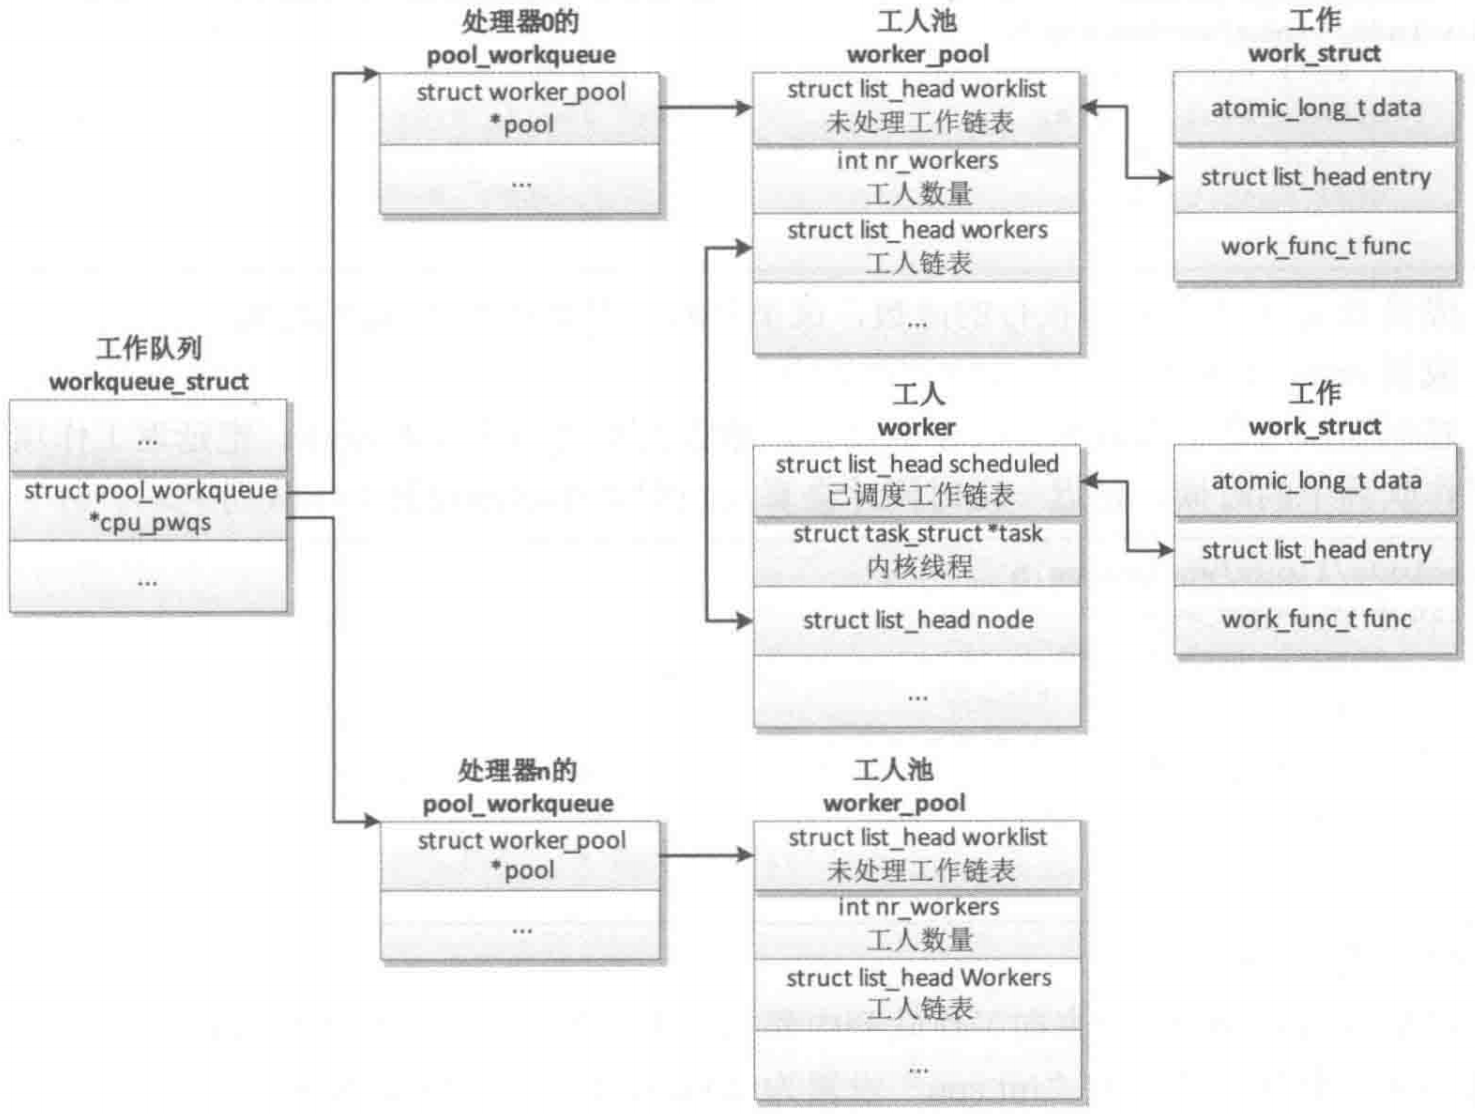 处理器0的
pool_workqueue
struct worker_pool
*pool
...
工人池
worker_pool
struct list_head worklist
未处理工作链表
int nr_workers
工人数量
struct list_head workers
工人链表
...
工作
work_struct
atomic_long_t data
struct list_head entry
work_func_t func
工作队列
workqueue_struct
...
struct pool_workqueue
*cpu_pwqs
...
工人
worker
struct list_head scheduled
已调度工作链表
struct task_struct *task
内核线程
struct list_head node
...
工作
work_struct
atomic_long_t data
struct list_head entry
work_func_t func
处理器n的
pool_workqueue
struct worker_pool
*pool
...
工人池
worker_pool
struct list_head worklist
未处理工作链表
int nr_workers
工人数量
struct list_head Workers
工人链表
...